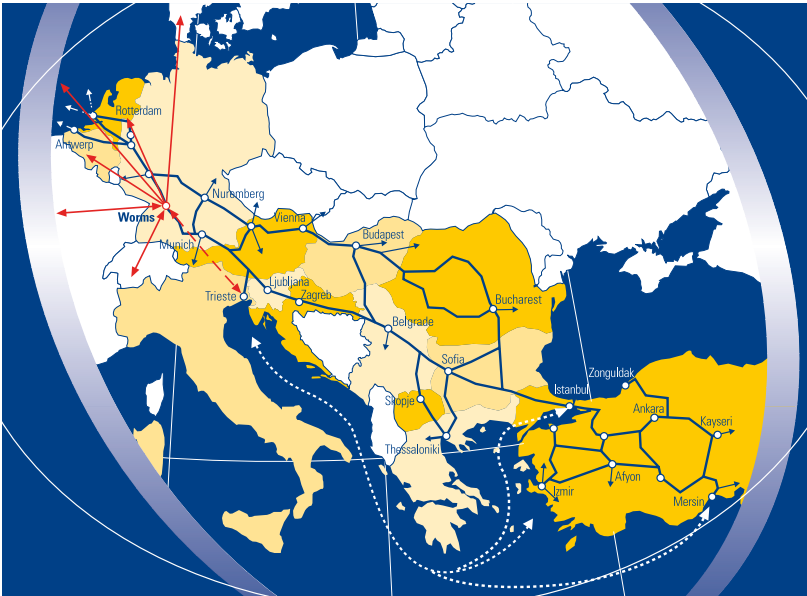 Rotterdam
Antwerp
Nuremberg
Worms
Vienna
Munich
Budapest
Ljubljana
Trieste
Zagreb
Bucharest
Belgrade
Sofia
Zonguldak
Istanbul
Skopje
Ankara
Kayseri
Thessaloniki
Afyon
Izmir
Mersin